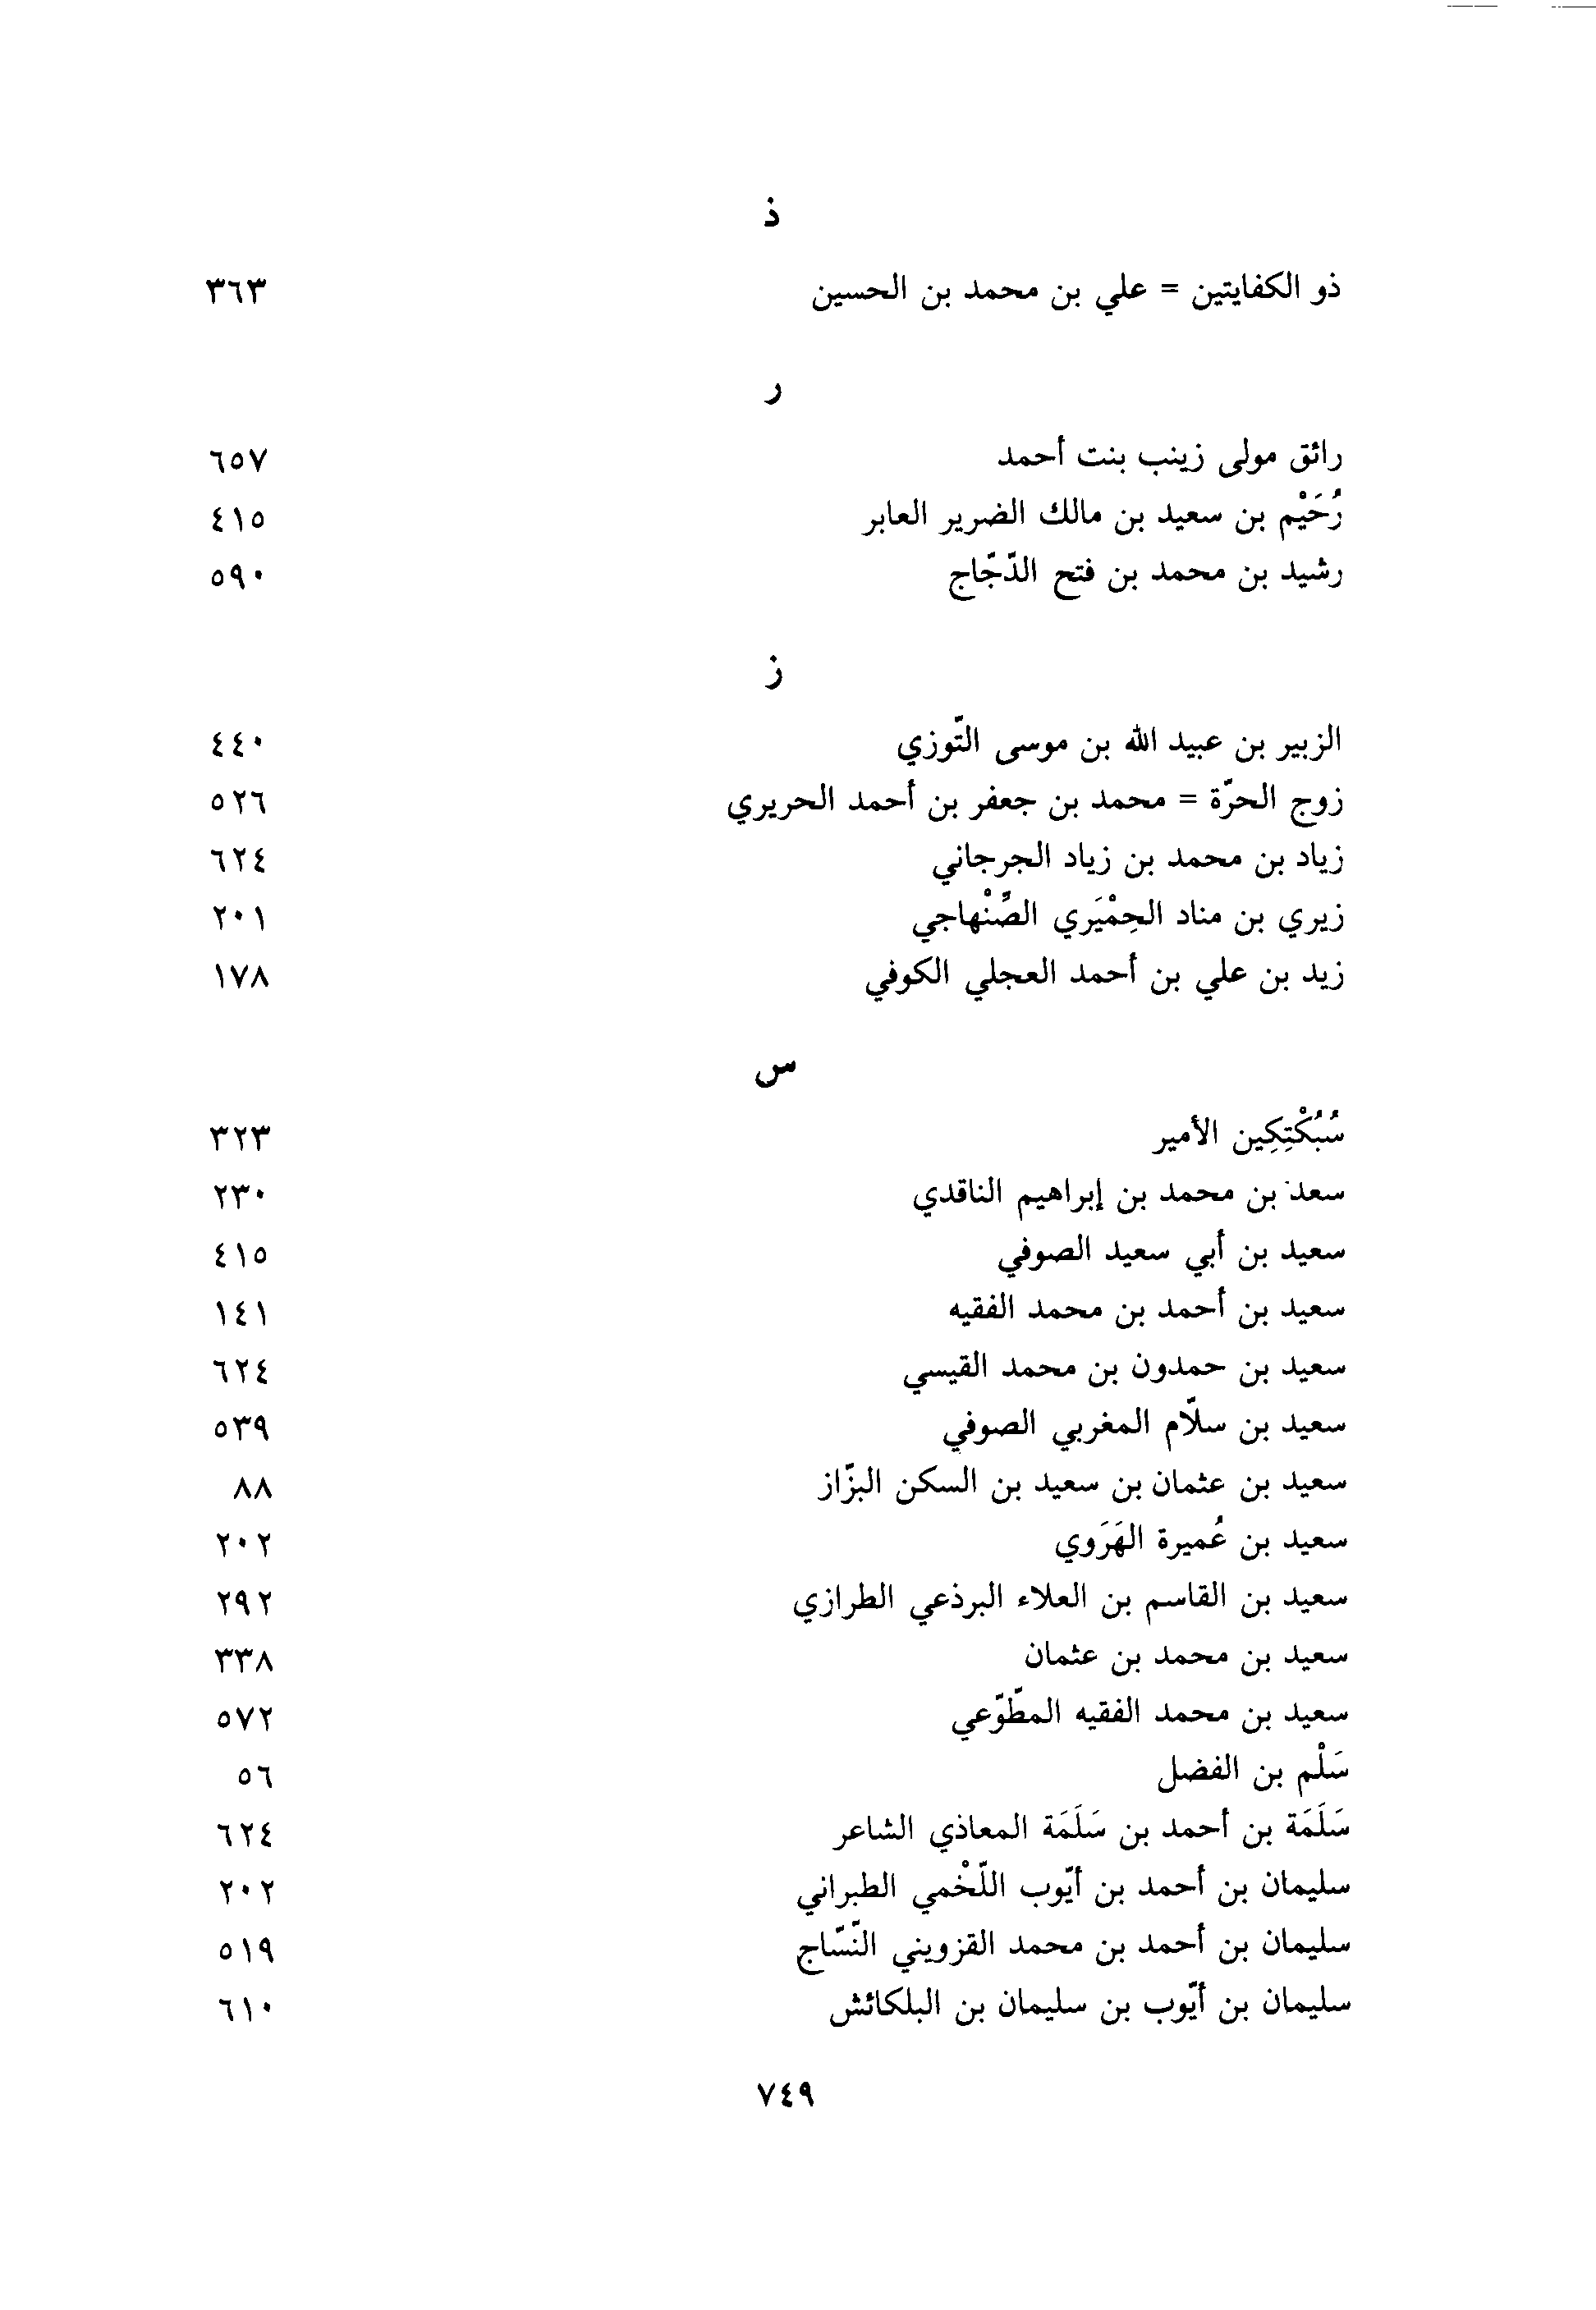 ذ
ذو الكفايتين = علي بن محمد بن الحسين ٣٦٣
ر
رائق مولى زينب بنت أحمد ٦٥٧
رُحَيْم بن سعيد بن مالك الضرير العابر ٤١٥
رشيد بن محمد بن فتح الدّجّاج ٥٩٠
ز
الزبير بن عبيد الله بن موسى التّوزي ٤٤٠
زوج الحرّة = محمد بن جعفر بن أحمد الحريري ٥٢٦
زياد بن محمد بن زياد الجرجاني ٦٢٤
زيري بن مناد الحِمْيَري الصُِّنْهاجي ٢٠١
زيد بن علي بن أحمد العجلي الكوفي ١٧٨
س
سُبُكْتِكِين الأمير ٣٢٣
سعد بن محمد بن إبراهيم الناقدي ٢٣٠
سعيد بن أبي سعيد الصوفي ٤١٥
سعيد بن أحمد بن محمد الفقيه ١٤١
سعيد بن حمدون بن محمد القيسي ٦٢٤
سعيد بن سلّام المغربي الصوفي ٥٣٩
سعيد بن عثمان بن سعيد بن السكن البزّاز ٨٨
سعيد بن عُميرة الهَرَوي ٢٠٢
سعيد بن القاسم بن العلاء البرذعي الطرازي ٢٩٢
سعيد بن محمد بن عثمان ٣٣٨
سعيد بن محمد الفقيه المطّوّعي ٥٧٢
سَلْم بن الفضل ٥٦
سَلَمَة بن أحمد بن سَلَمَة المعاذي الشاعر ٦٢٤
سليمان بن أحمد بن أيّوب اللّخْمي الطبراني ٢٠٢
سليمان بن أحمد بن محمد القزويني النّسّاج ٥١٩
سليمان بن أيّوب بن سليمان بن البلكائش ٦١٠
٧٤٩